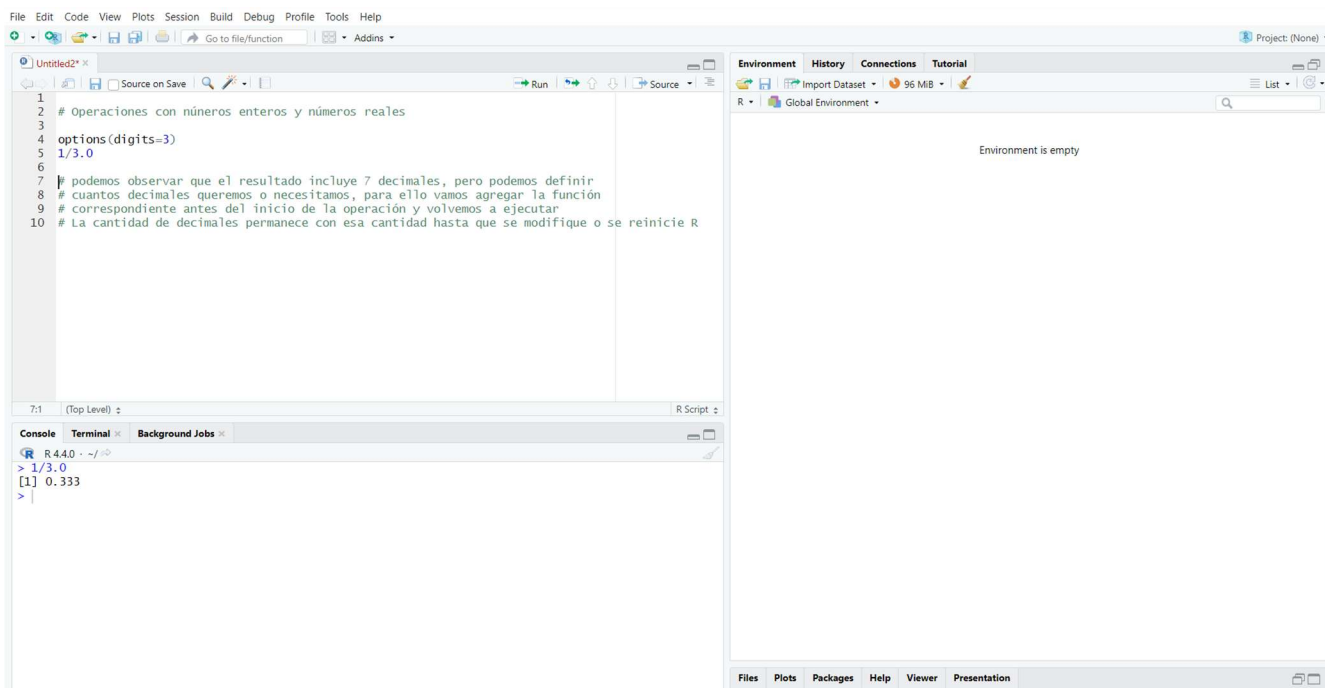 File Edit Code View Plots Session Build Debug Profile Tools Help
Go to file/function Addins Project: (None)
Untitled2*
Source on Save Run Source
1
2 # Operaciones con núneros enteros y números reales
3
4 options(digits=3)
5 1/3.0
6
7 # podemos observar que el resultado incluye 7 decimales, pero podemos definir
8 # cuantos decimales queremos o necesitamos, para ello vamos agregar la función
9 # correspondiente antes del inicio de la operación y volvemos a ejecutar
10 # La cantidad de decimales permanece con esa cantidad hasta que se modifique o se reinicie R
7:1 (Top Level) R Script
Console Terminal Background Jobs
R 4.4.0 · ~/
> 1/3.0
[1] 0.333
>
Environment History Connections Tutorial
Import Dataset 96 MiB List
R Global Environment
Environment is empty
Files Plots Packages Help Viewer Presentation